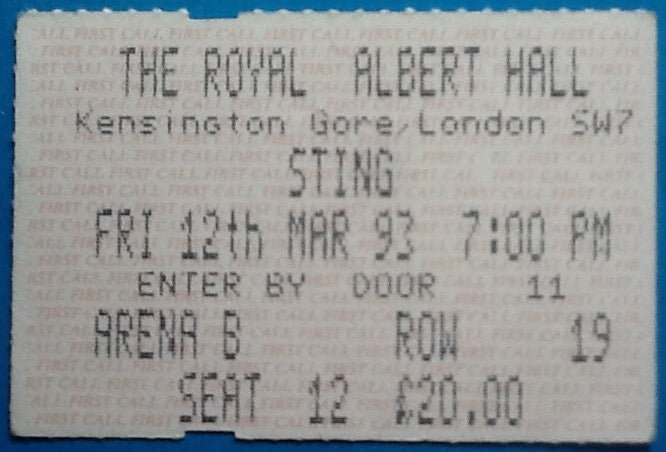 THE ROYAL ALBERT HALL
Kensington Gore, London SW7
STING
FRI 12th MAR 93 7:00 PM
ENTER BY DOOR 11
ARENA B ROW 19
SEAT 12 £20.00